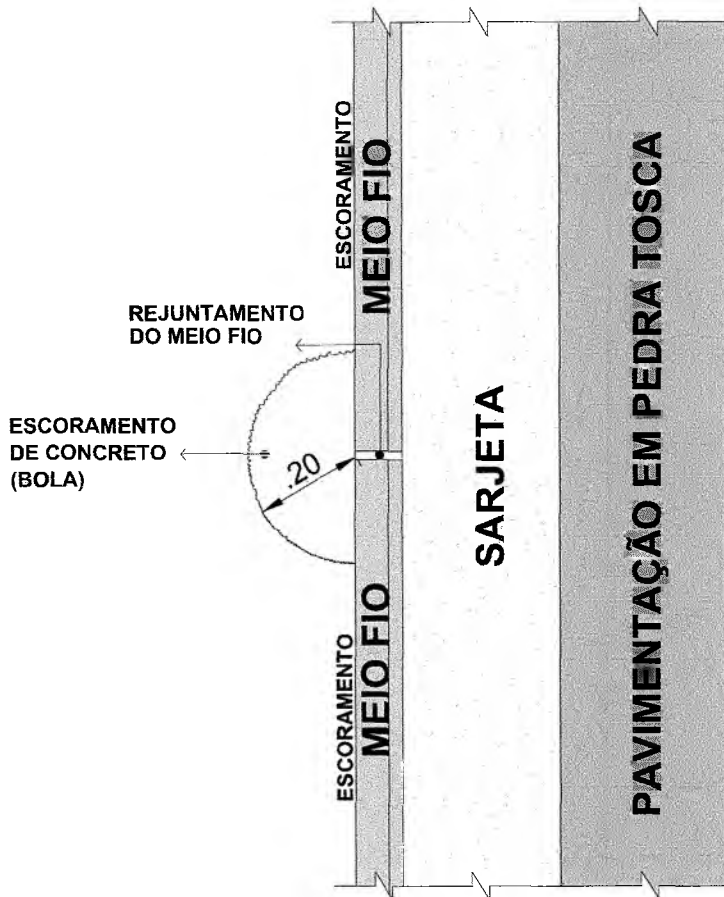 ESCORAMENTO
MEIO FIO
REJUNTAMENTO
DO MEIO FIO
ESCORAMENTO
DE CONCRETO
(BOLA)
.20
ESCORAMENTO
MEIO FIO
SARJETA
PAVIMENTAÇÃO EM PEDRA TOSCA